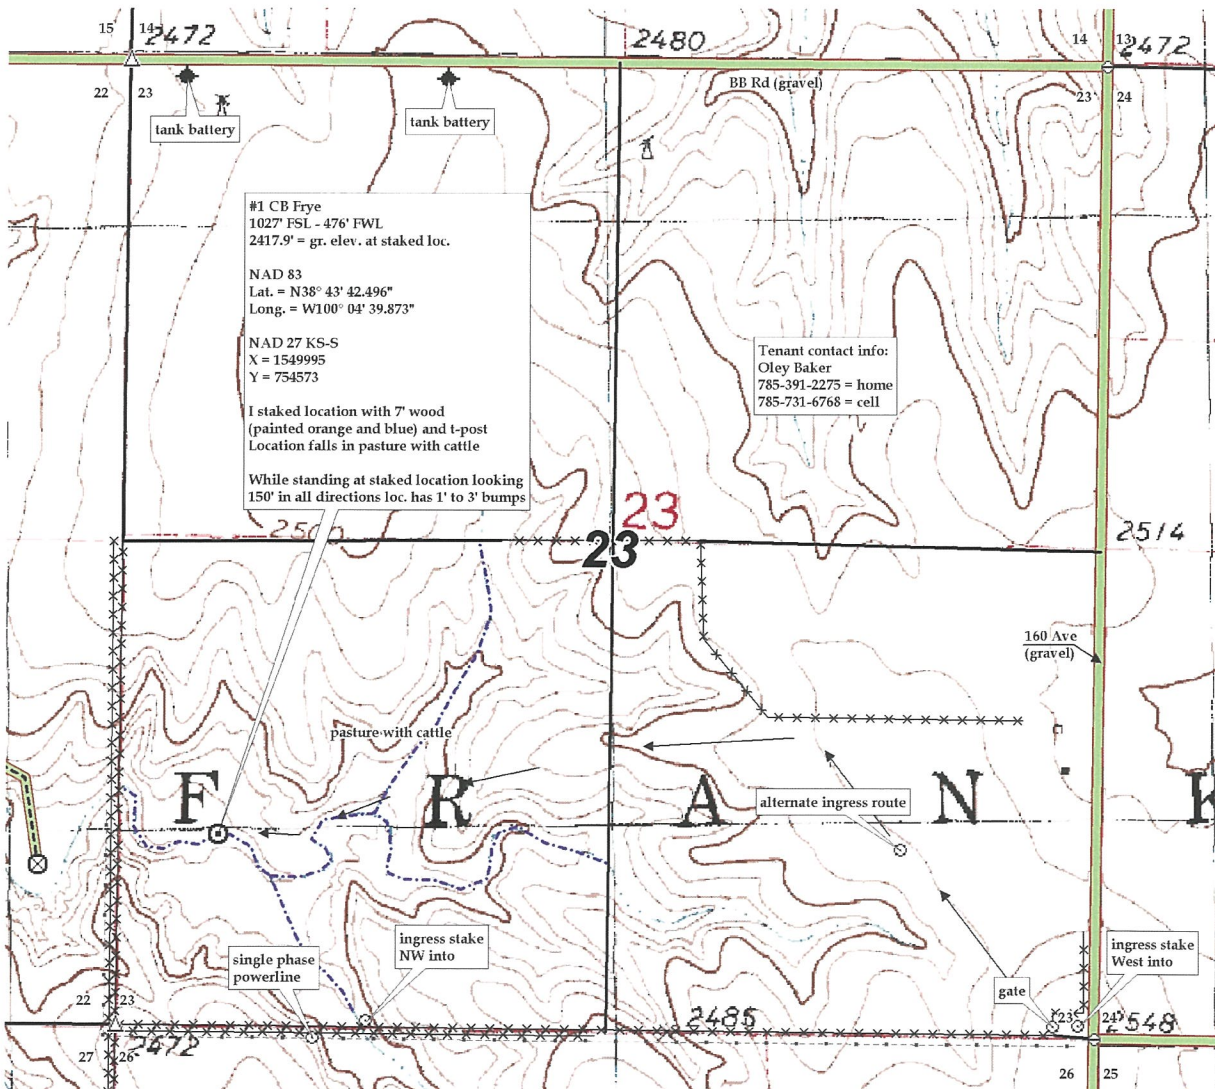 15 14
2472
2480
14 13
2472
22 23
23 24
BB Rd (gravel)
tank battery
tank battery
#1 CB Frye
1027' FSL - 476' FWL
2417.9' = gr. elev. at staked loc.
NAD 83
Lat. = N38° 43' 42.496"
Long. = W100° 04' 39.873"
NAD 27 KS-S
X = 1549995
Y = 754573
I staked location with 7' wood
(painted orange and blue) and t-post
Location falls in pasture with cattle
While standing at staked location looking
150' in all directions loc. has 1' to 3' bumps
Tenant contact info:
Oley Baker
785-391-2275 = home
785-731-6768 = cell
23
23
2514
160 Ave
(gravel)
pasture with cattle
F R A N K
alternate ingress route
ingress stake
NW into
single phase
powerline
ingress stake
West into
gate
22 23
23 24
2485
2548
27 26
2472
26 25